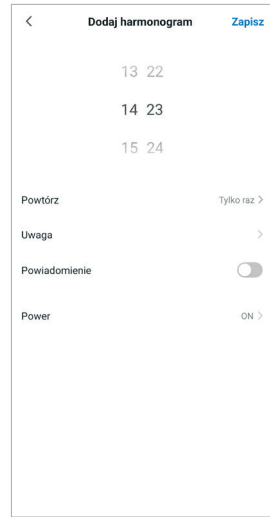 Dodaj harmonogram Zapisz
13 22
14 23
15 24
Powtórz Tylko raz
Uwaga
Powiadomienie
Power ON